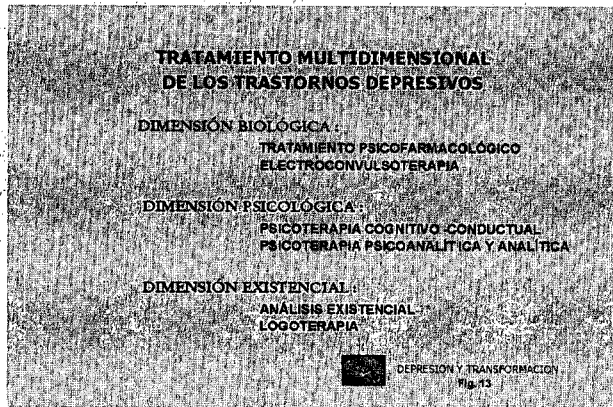 TRATAMIENTO MULTIDIMENSIONAL
DE LOS TRASTORNOS DEPRESIVOS
DIMENSIÓN BIOLÓGICA :
TRATAMIENTO PSICOFARMACOLÓGICO
ELECTROCONVULSOTERAPIA
DIMENSIÓN PSICOLÓGICA :
PSICOTERAPIA COGNITIVO -CONDUCTUAL
PSICOTERAPIA PSICOANALÍTICA Y ANALÍTICA
DIMENSIÓN EXISTENCIAL :
ANÁLISIS EXISTENCIAL
LOGOTERAPIA
DEPRESIÓN Y TRANSFORMACIÓN
Fig. 13